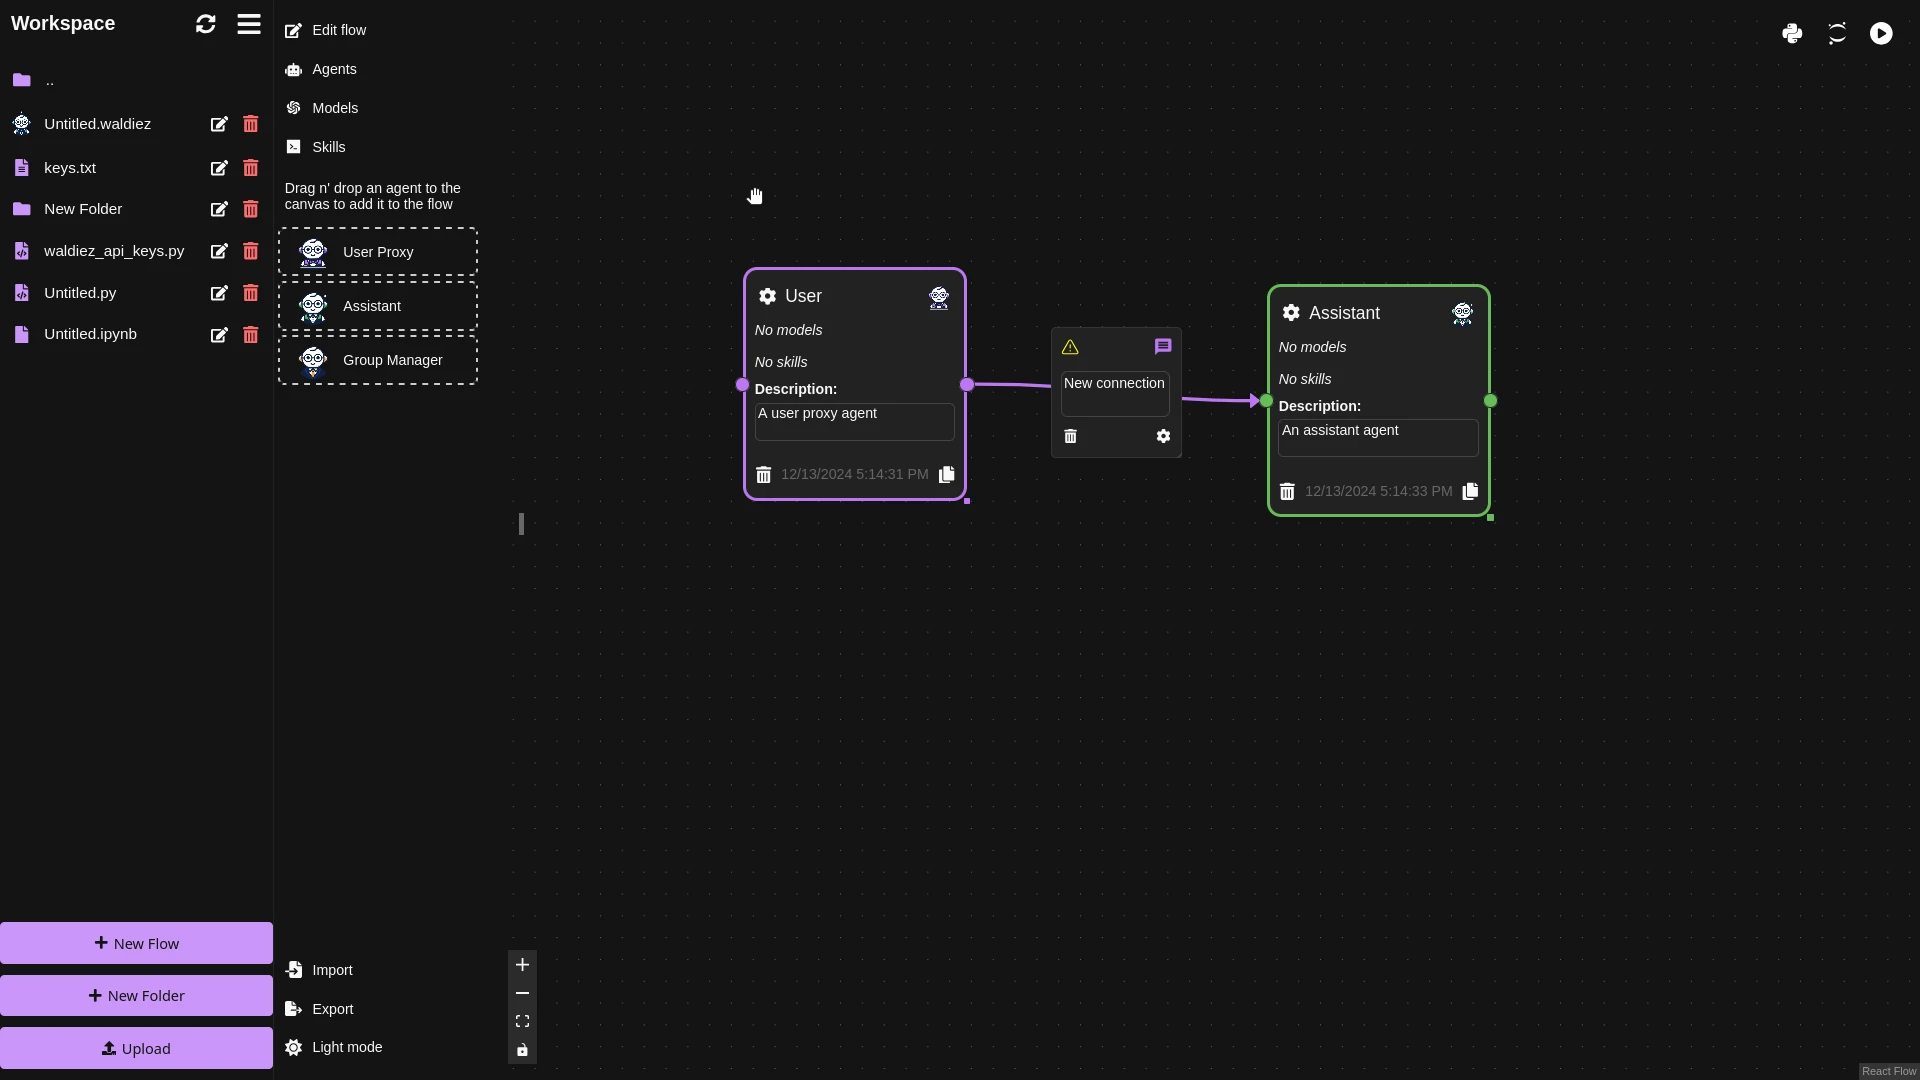 Workspace
..
Untitled.waldiez
keys.txt
New Folder
waldiez_api_keys.py
Untitled.py
Untitled.ipynb
New Flow
New Folder
Upload
Edit flow
Agents
Models
Skills
Drag n' drop an agent to the
canvas to add it to the flow
User Proxy
Assistant
Group Manager
Import
Export
Light mode
User
No models
No skills
Description:
A user proxy agent
12/13/2024 5:14:31 PM
New connection
Assistant
No models
No skills
Description:
An assistant agent
12/13/2024 5:14:33 PM
React Flow